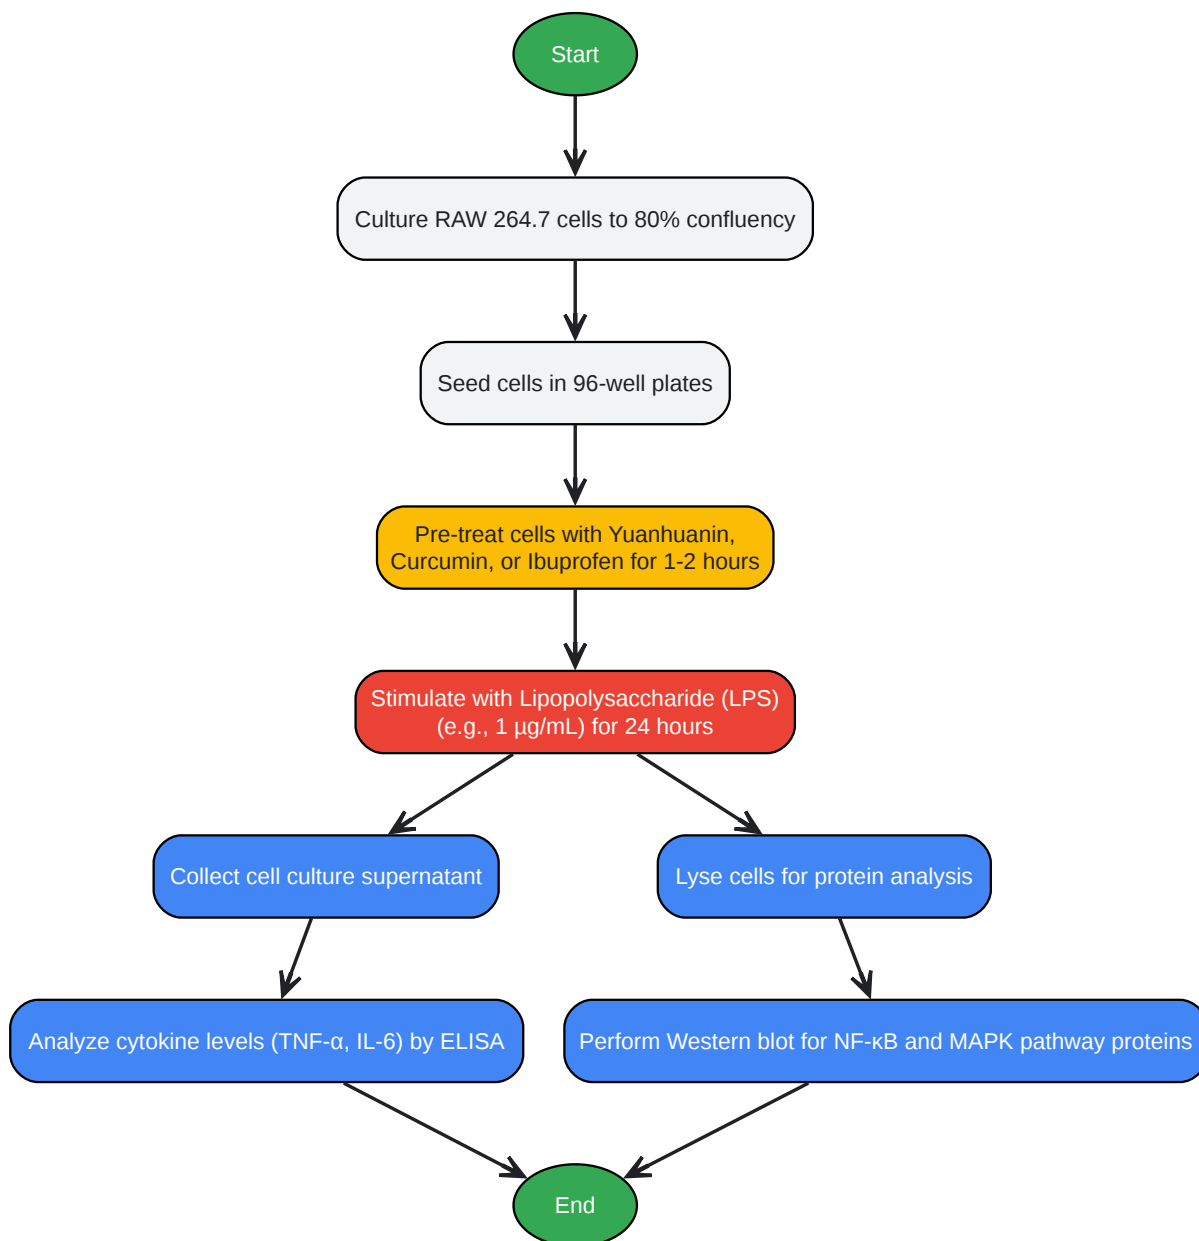 Start
Culture RAW 264.7 cells to 80% confluency
Seed cells in 96-well plates
Pre-treat cells with Yuanhuanin,
Curcumin, or Ibuprofen for 1-2 hours
Stimulate with Lipopolysaccharide (LPS)
(e.g., 1 µg/mL) for 24 hours
Collect cell culture supernatant
Lyse cells for protein analysis
Analyze cytokine levels (TNF-α, IL-6) by ELISA
Perform Western blot for NF-κB and MAPK pathway proteins
End